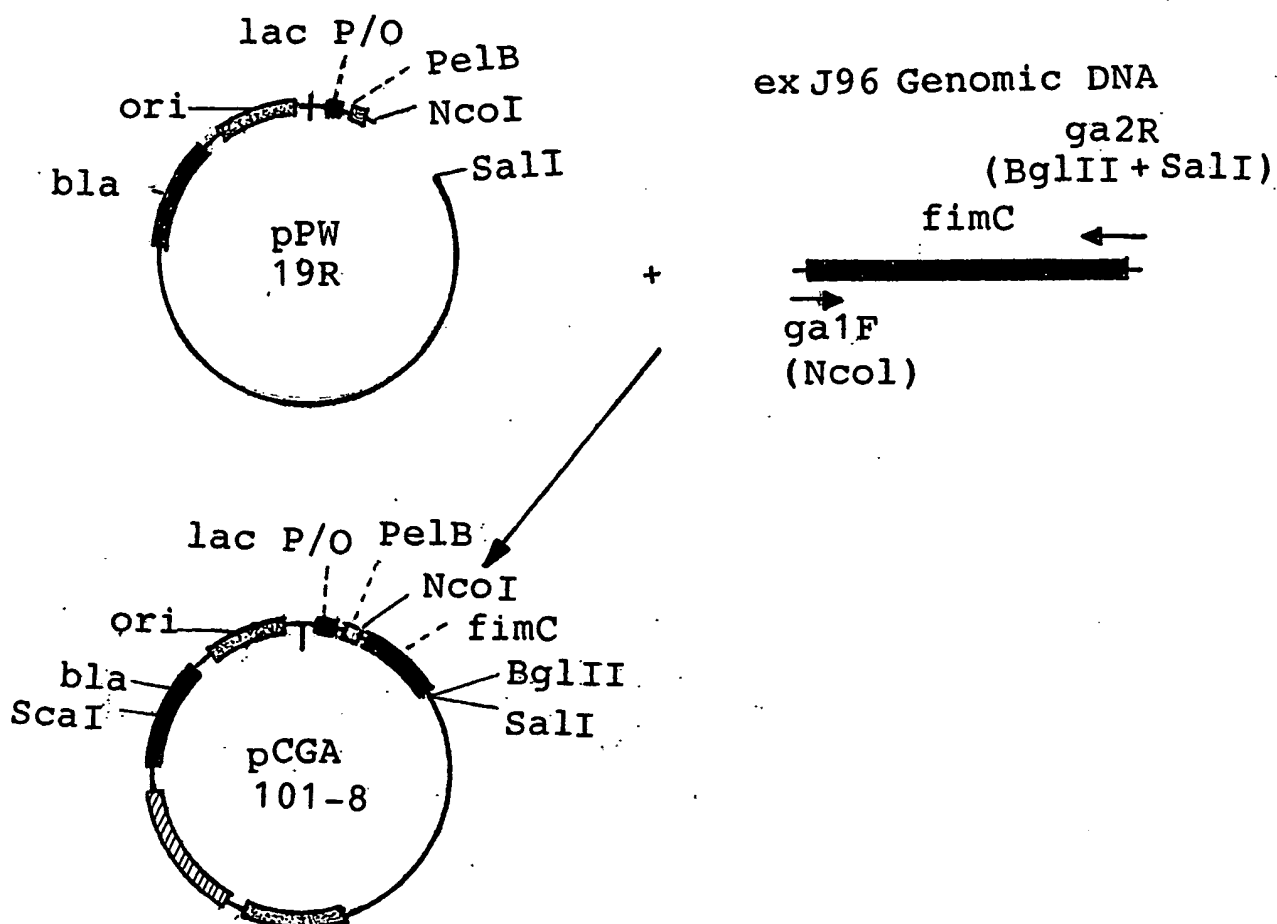 lac P/O
PelB
ori
NcoI
SalI
bla
pPW
19R
+
ex J96 Genomic DNA
ga2R
(BglII + SalI)
fimC
ga1F
(Ncol)
lac P/O
PelB
NcoI
ori
fimC
bla
BglII
ScaI
SalI
pCGA
101-8